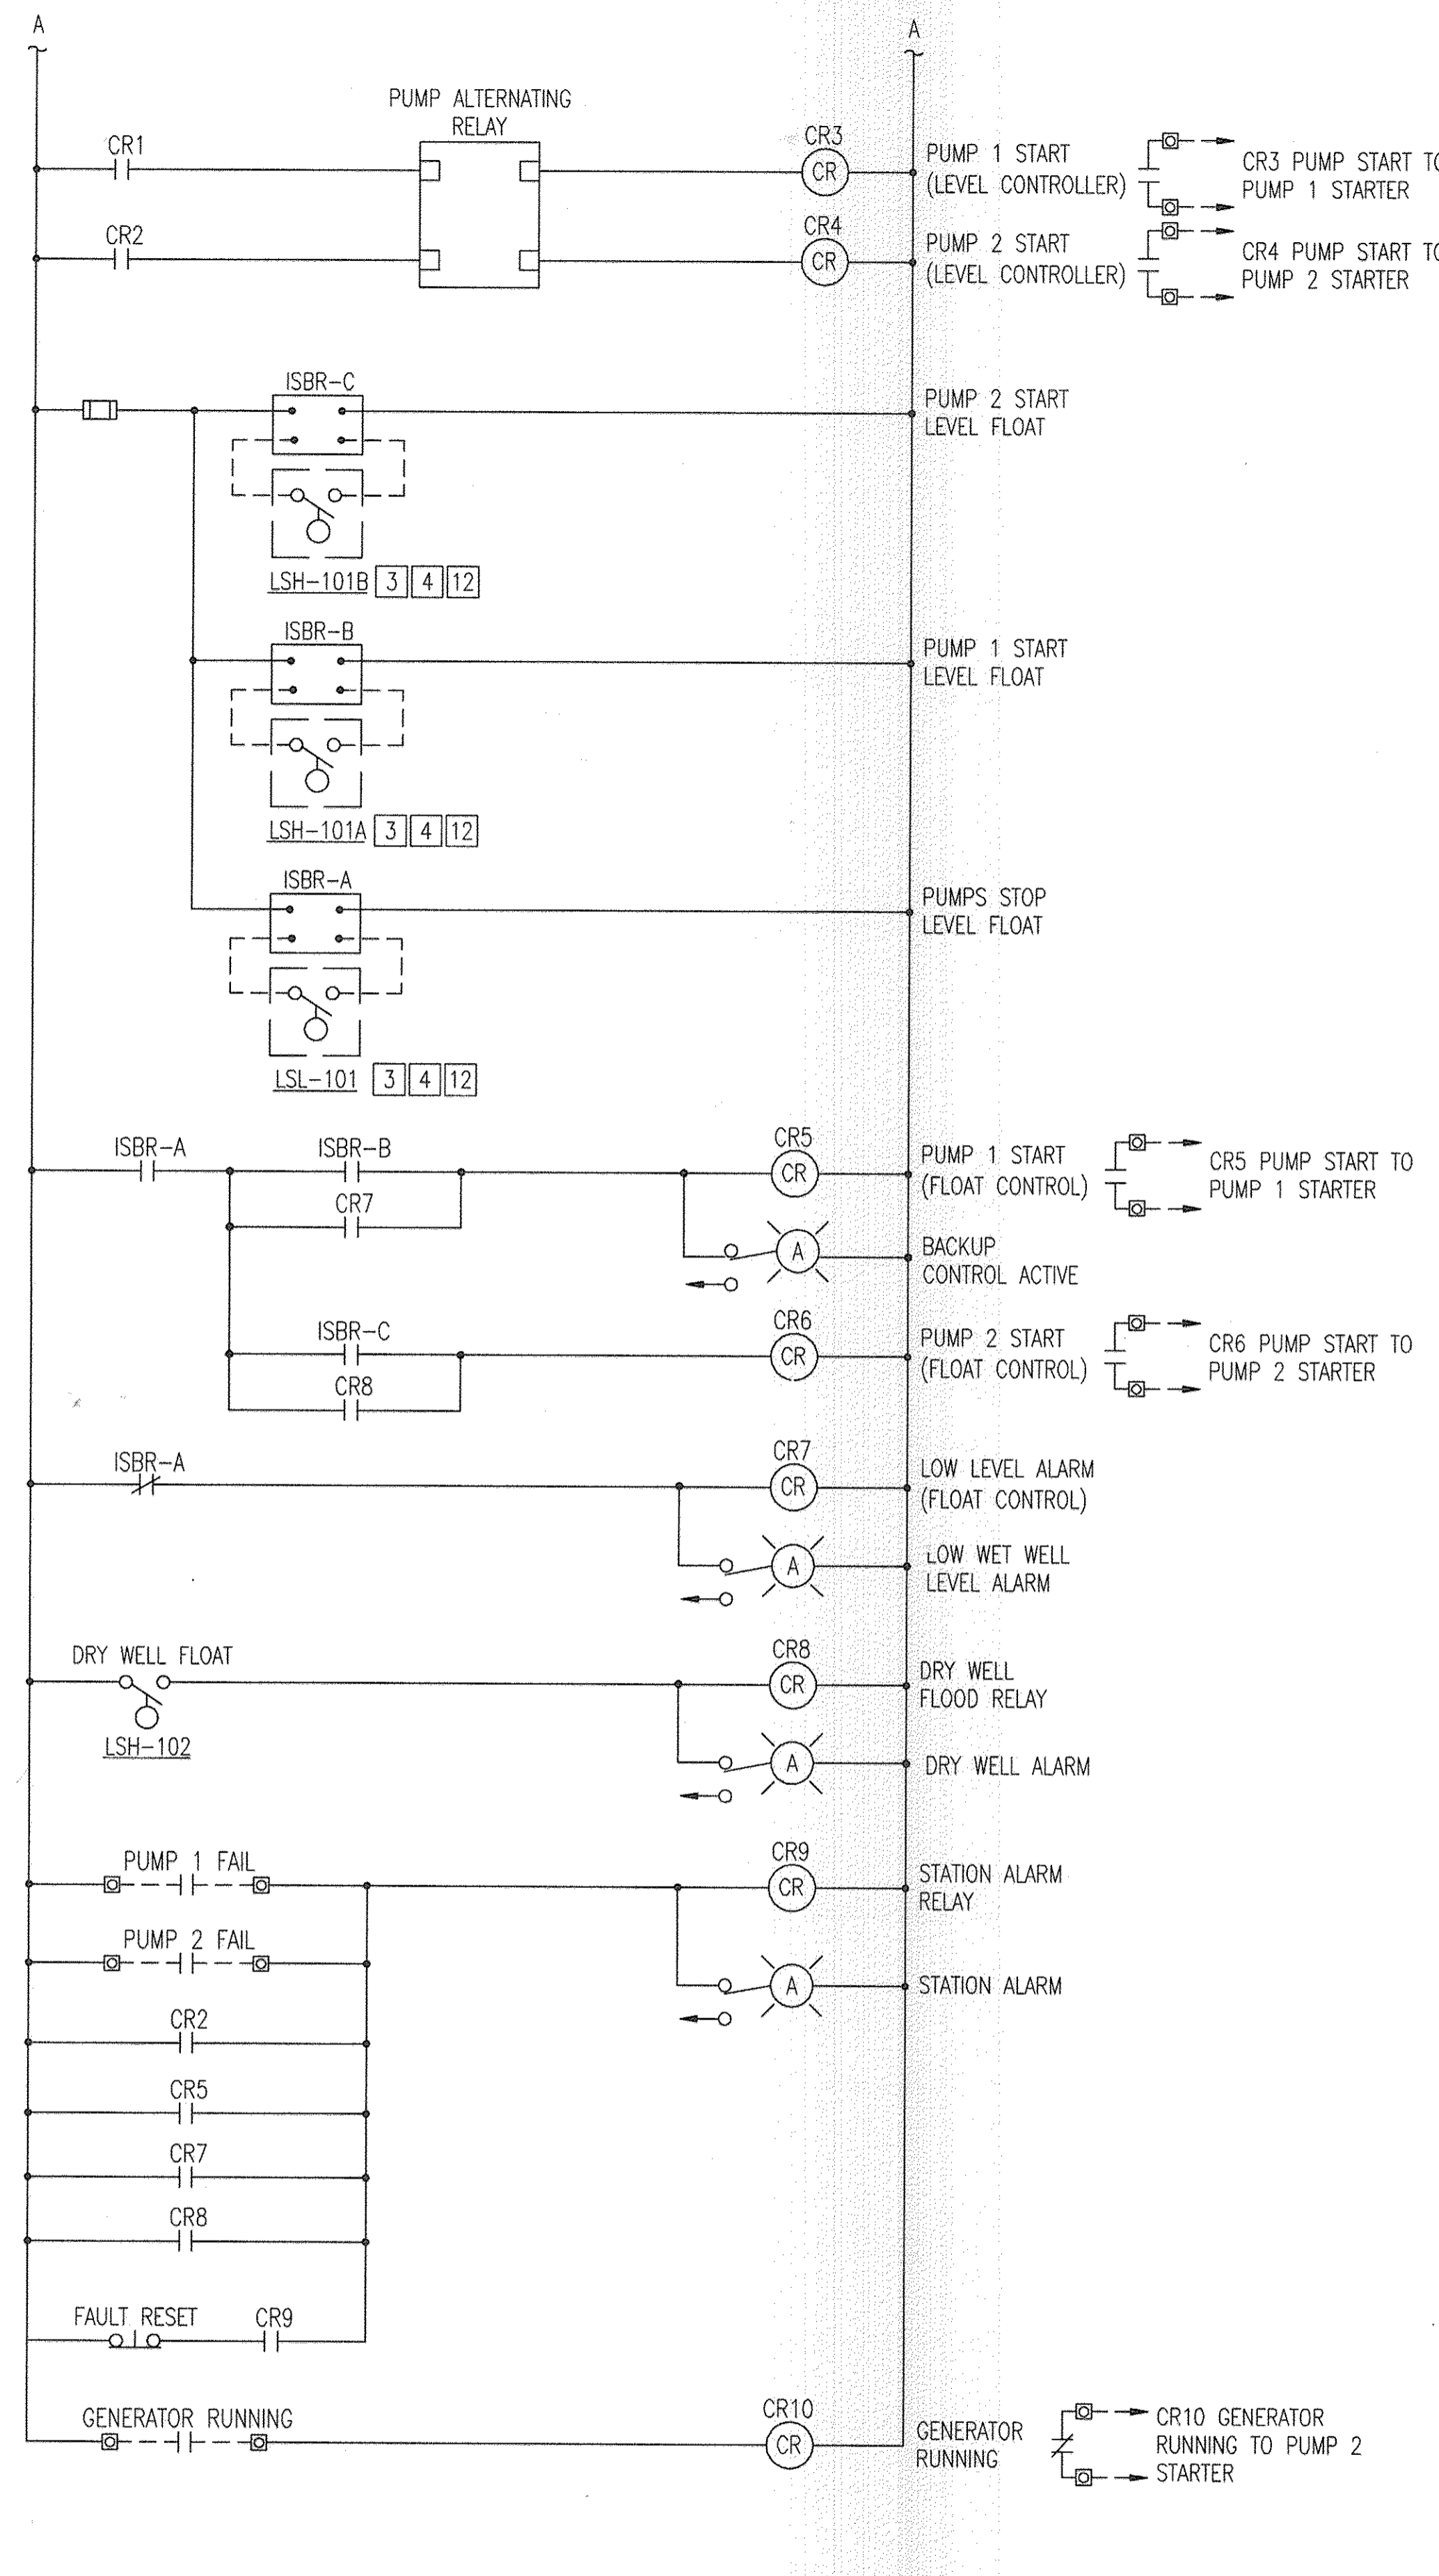 A
A
PUMP ALTERNATING
RELAY
CR1
CR3
CR
PUMP 1 START
(LEVEL CONTROLLER)
CR3 PUMP START TO
PUMP 1 STARTER
CR2
CR4
CR
PUMP 2 START
(LEVEL CONTROLLER)
CR4 PUMP START TO
PUMP 2 STARTER
ISBR-C
PUMP 2 START
LEVEL FLOAT
LSH-101B 3 4 12
ISBR-B
PUMP 1 START
LEVEL FLOAT
LSH-101A 3 4 12
ISBR-A
PUMPS STOP
LEVEL FLOAT
LSL-101 3 4 12
ISBR-A
ISBR-B
CR5
CR
PUMP 1 START
(FLOAT CONTROL)
CR5 PUMP START TO
PUMP 1 STARTER
CR7
A
BACKUP
CONTROL ACTIVE
ISBR-C
CR6
CR
PUMP 2 START
(FLOAT CONTROL)
CR6 PUMP START TO
PUMP 2 STARTER
CR8
ISBR-A
CR7
CR
LOW LEVEL ALARM
(FLOAT CONTROL)
A
LOW WET WELL
LEVEL ALARM
DRY WELL FLOAT
LSH-102
CR8
CR
DRY WELL
FLOOD RELAY
A
DRY WELL ALARM
PUMP 1 FAIL
CR9
CR
STATION ALARM
RELAY
PUMP 2 FAIL
A
STATION ALARM
CR2
CR5
CR7
CR8
FAULT RESET
CR9
GENERATOR RUNNING
CR10
CR
GENERATOR
RUNNING
CR10 GENERATOR
RUNNING TO PUMP 2
STARTER